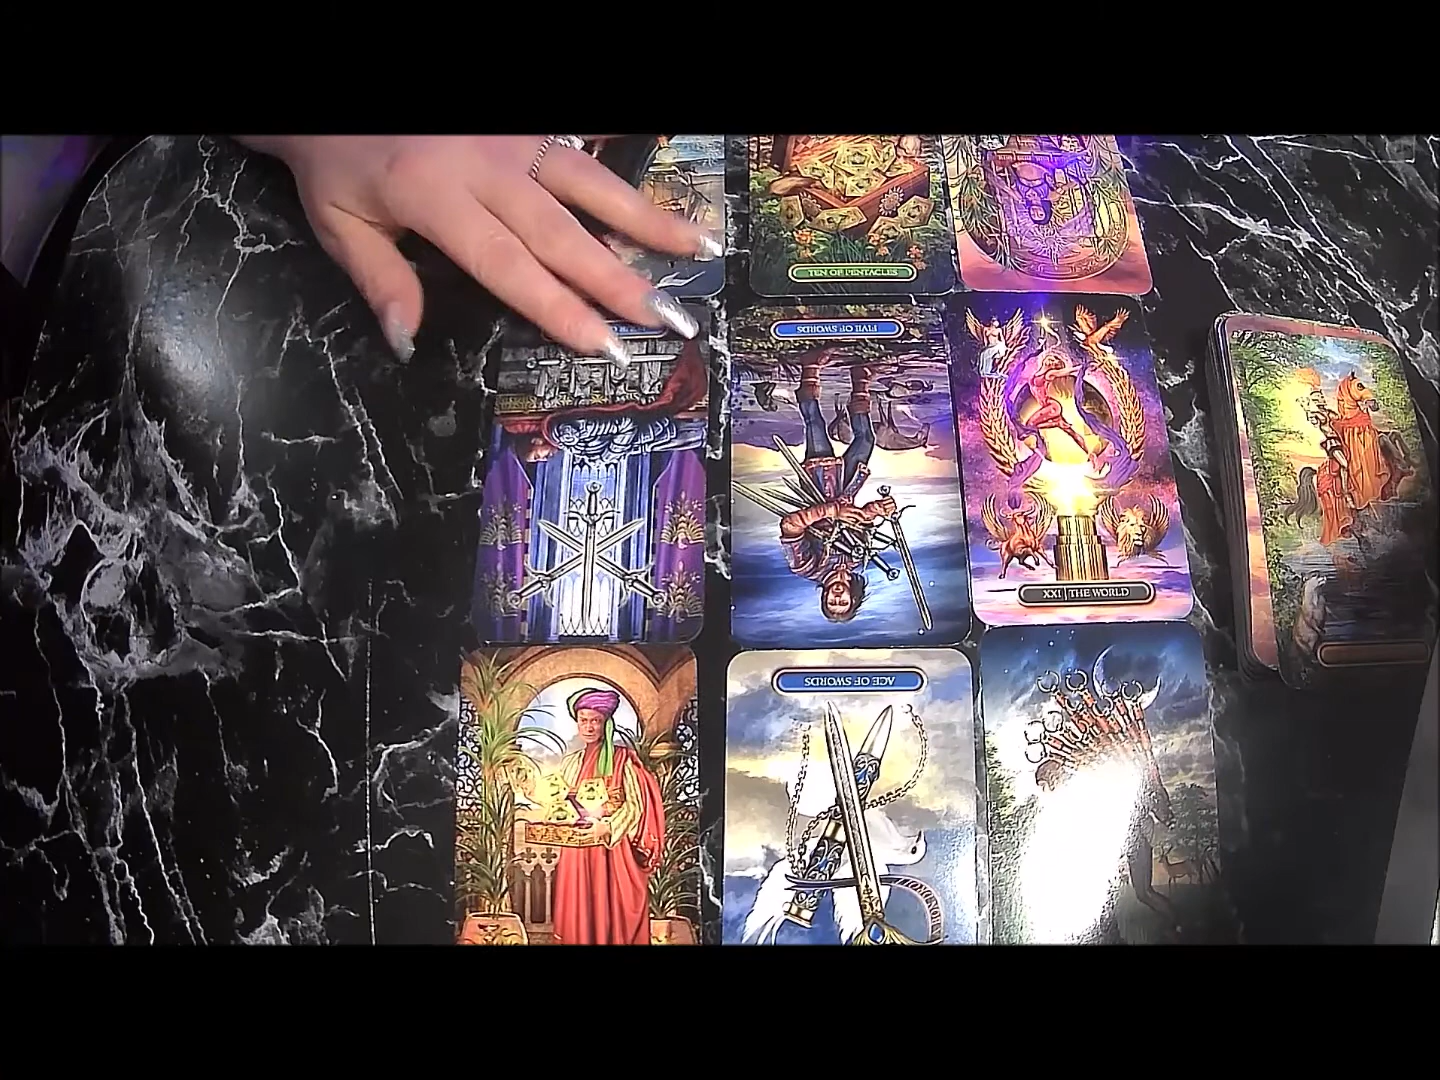 TEN OF PENTACLES
FIVE OF SWORDS
XXI THE WORLD
ACE OF SWORDS